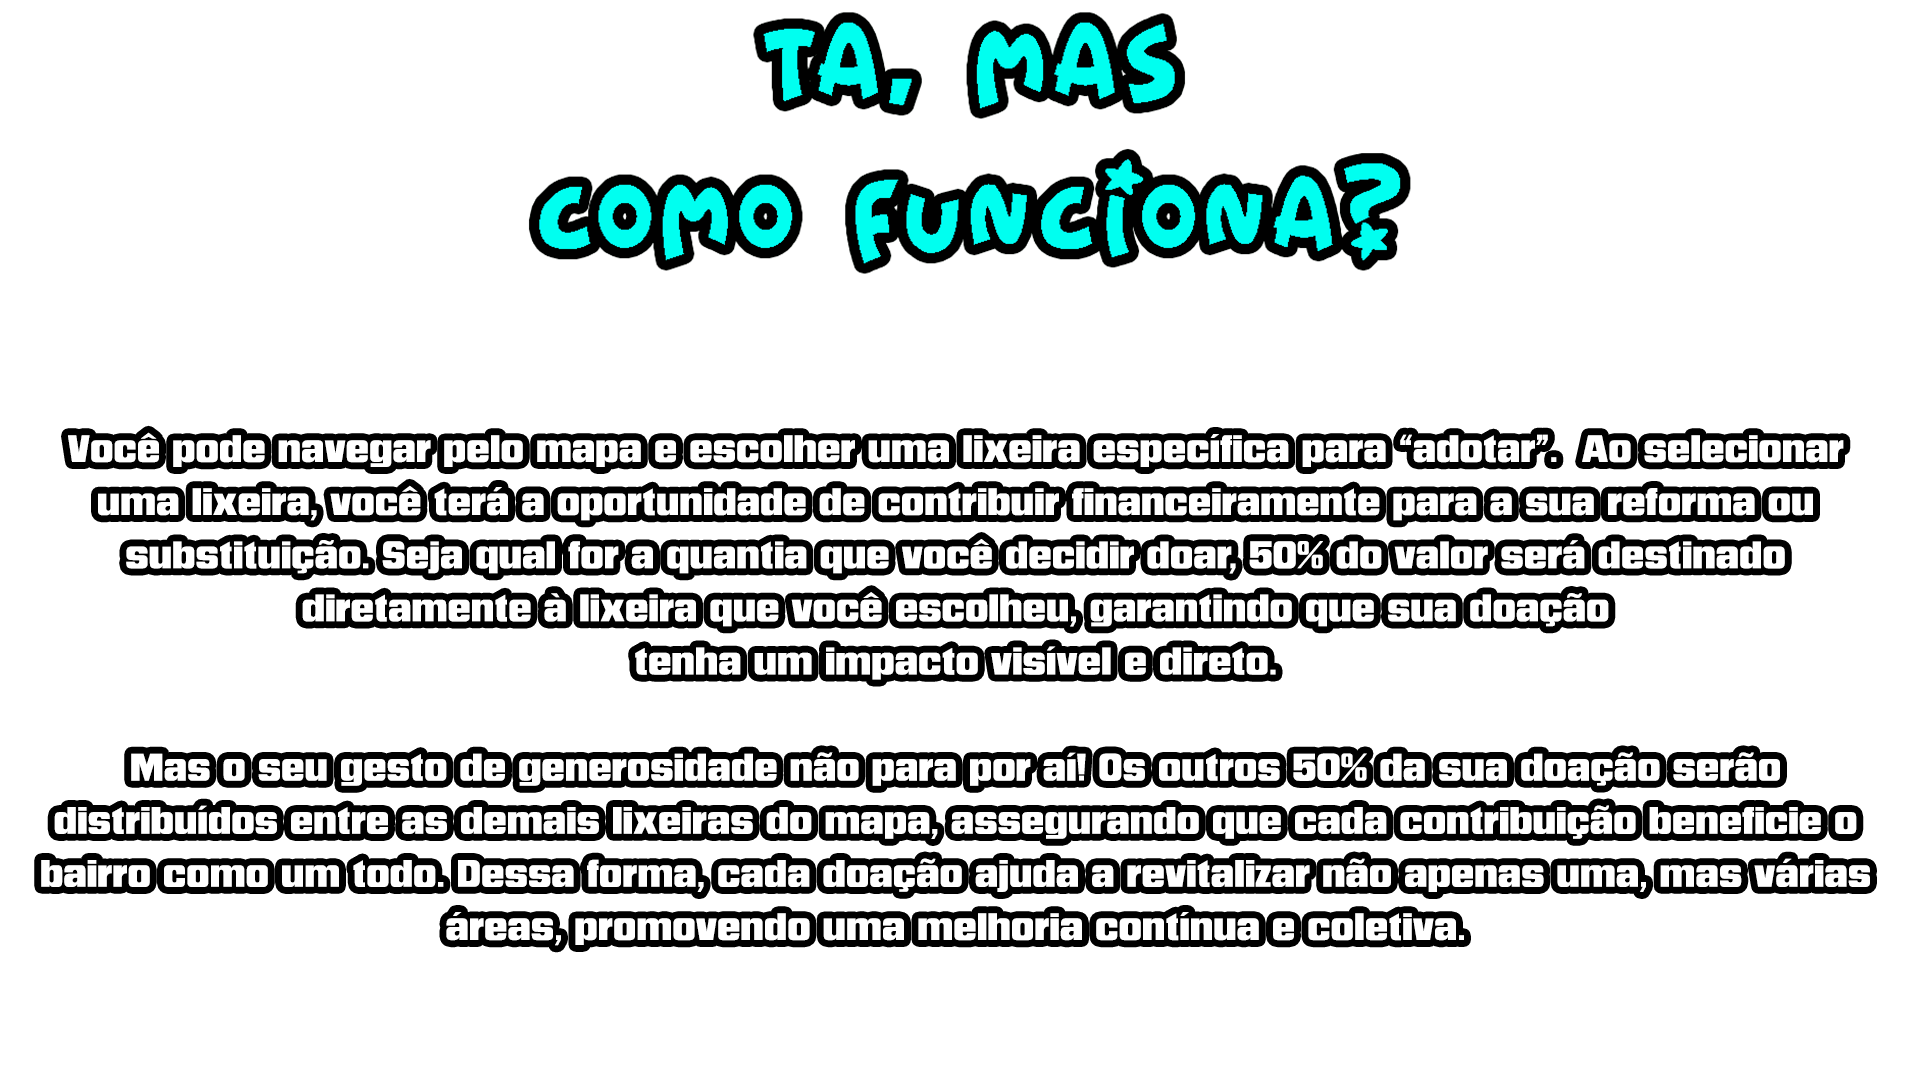 TA, MAS
COMO FUNCIONA?
Você pode navegar pelo mapa e escolher uma lixeira específica para “adotar”.  Ao selecionar
uma lixeira, você terá a oportunidade de contribuir financeiramente para a sua reforma ou
substituição. Seja qual for a quantia que você decidir doar, 50% do valor será destinado
diretamente à lixeira que você escolheu, garantindo que sua doação
tenha um impacto visível e direto.
Mas o seu gesto de generosidade não para por aí! Os outros 50% da sua doação serão
distribuídos entre as demais lixeiras do mapa, assegurando que cada contribuição beneficie o
bairro como um todo. Dessa forma, cada doação ajuda a revitalizar não apenas uma, mas várias
áreas, promovendo uma melhoria contínua e coletiva.